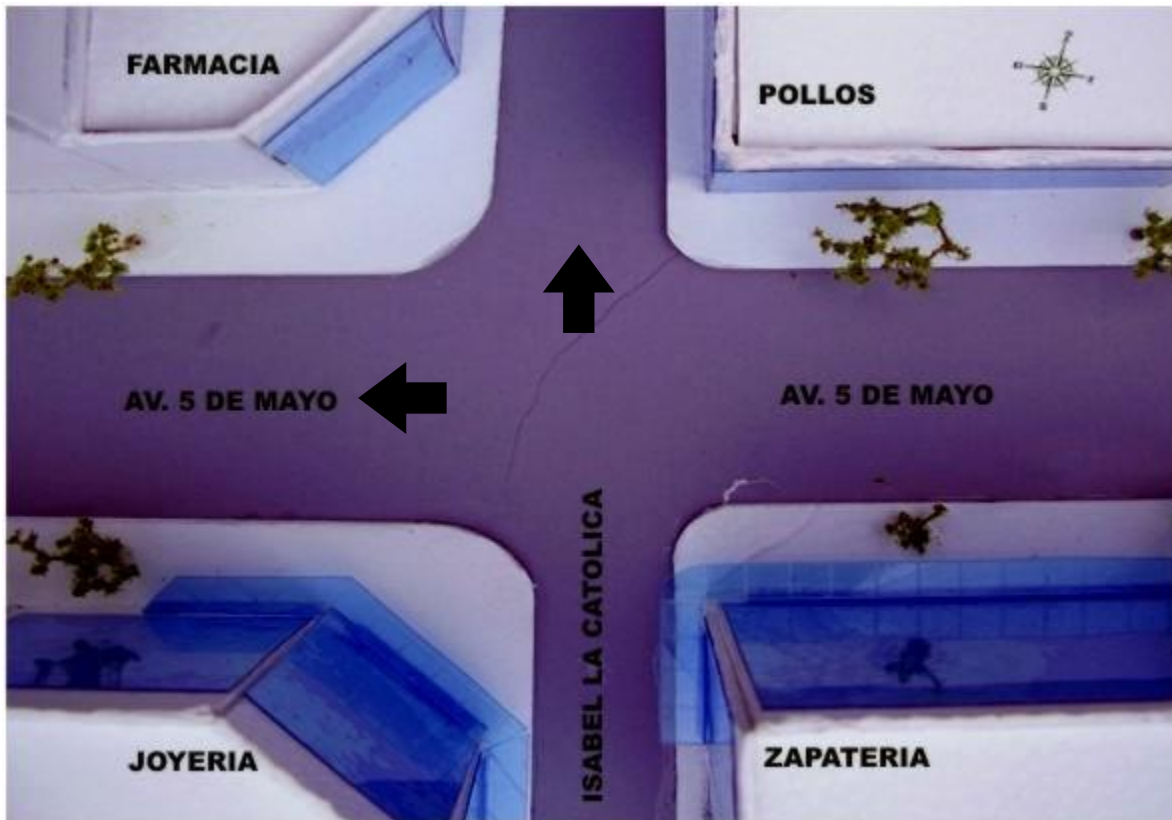 FARMACIA
POLLOS
AV. 5 DE MAYO
AV. 5 DE MAYO
ISABEL LA CATOLICA
JOYERIA
ZAPATERIA